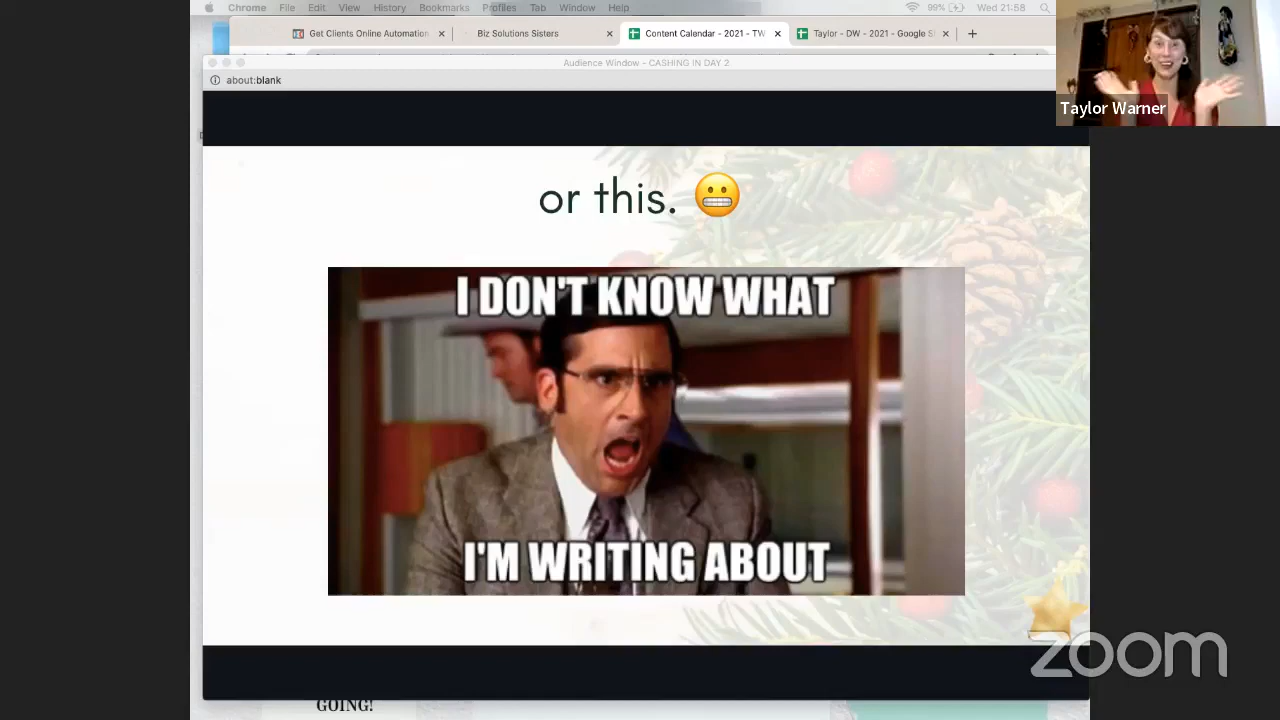 Chrome File Edit View History Bookmarks Profiles Tab Window Help 99% Wed 21:58
Get Clients Online Automation Biz Solutions Sisters Content Calendar - 2021 - TW Taylor - DW - 2021 - Google S
Audience Window - CASHING IN DAY 2
about:blank
Taylor Warner
or this. 😬
I DON'T KNOW WHAT
I'M WRITING ABOUT
zoom
GOING!